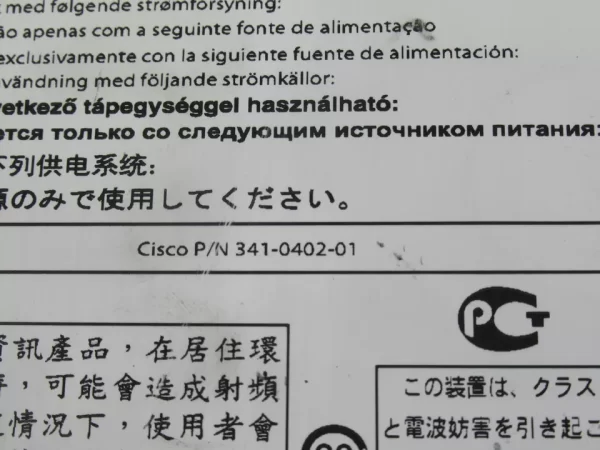 med følgende strømforsyning:
ão apenas com a seguinte fonte de alimentação
exclusivamente con la siguiente fuente de alimentación:
nvändning med följande strömkällor:
vetkező tápegységgel használható:
ется только со следующим источником питания:
下列供电系统:
源のみで使用してください。
Cisco P/N 341-0402-01
PCT
資訊產品，在居住環
，可能會造成射頻
情況下，使用者會
この装置は、クラス
と電波妨害を引き起こ